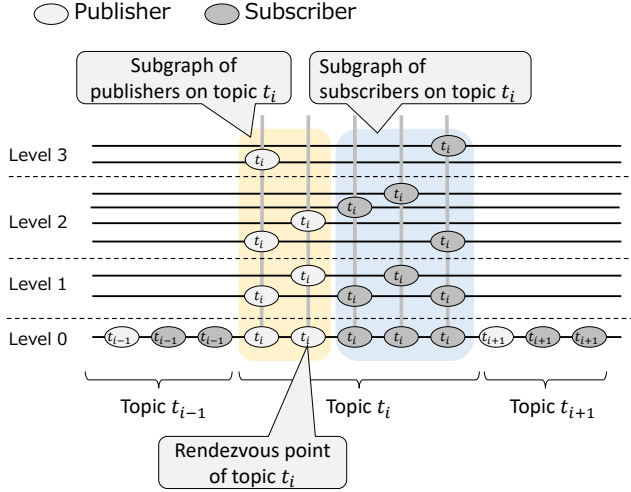 Publisher
Subscriber
Subgraph of
publishers on topic t_i
Subgraph of
subscribers on topic t_i
Level 3
t_i
t_i
Level 2
t_i
t_i
t_i
t_i
t_i
Level 1
t_i
t_i
t_i
t_i
t_i
Level 0
t_{i-1} t_{i-1} t_{i-1} t_i t_i t_i t_i t_i t_{i+1} t_{i+1} t_{i+1}
Topic t_{i-1}
Topic t_i
Topic t_{i+1}
Rendezvous point
of topic t_i